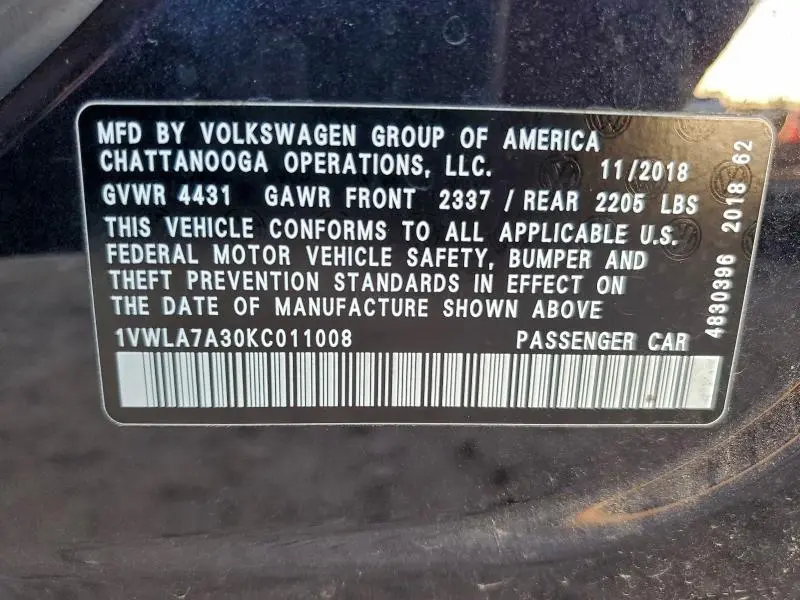 MFD BY VOLKSWAGEN GROUP OF AMERICA
CHATTANOOGA OPERATIONS, LLC. 11/2018
GVWR 4431 GAWR FRONT 2337 / REAR 2205 LBS
THIS VEHICLE CONFORMS TO ALL APPLICABLE U.S.
FEDERAL MOTOR VEHICLE SAFETY, BUMPER AND
THEFT PREVENTION STANDARDS IN EFFECT ON
THE DATE OF MANUFACTURE SHOWN ABOVE
1VWLA7A30KC011008 PASSENGER CAR
4830396 2018 62